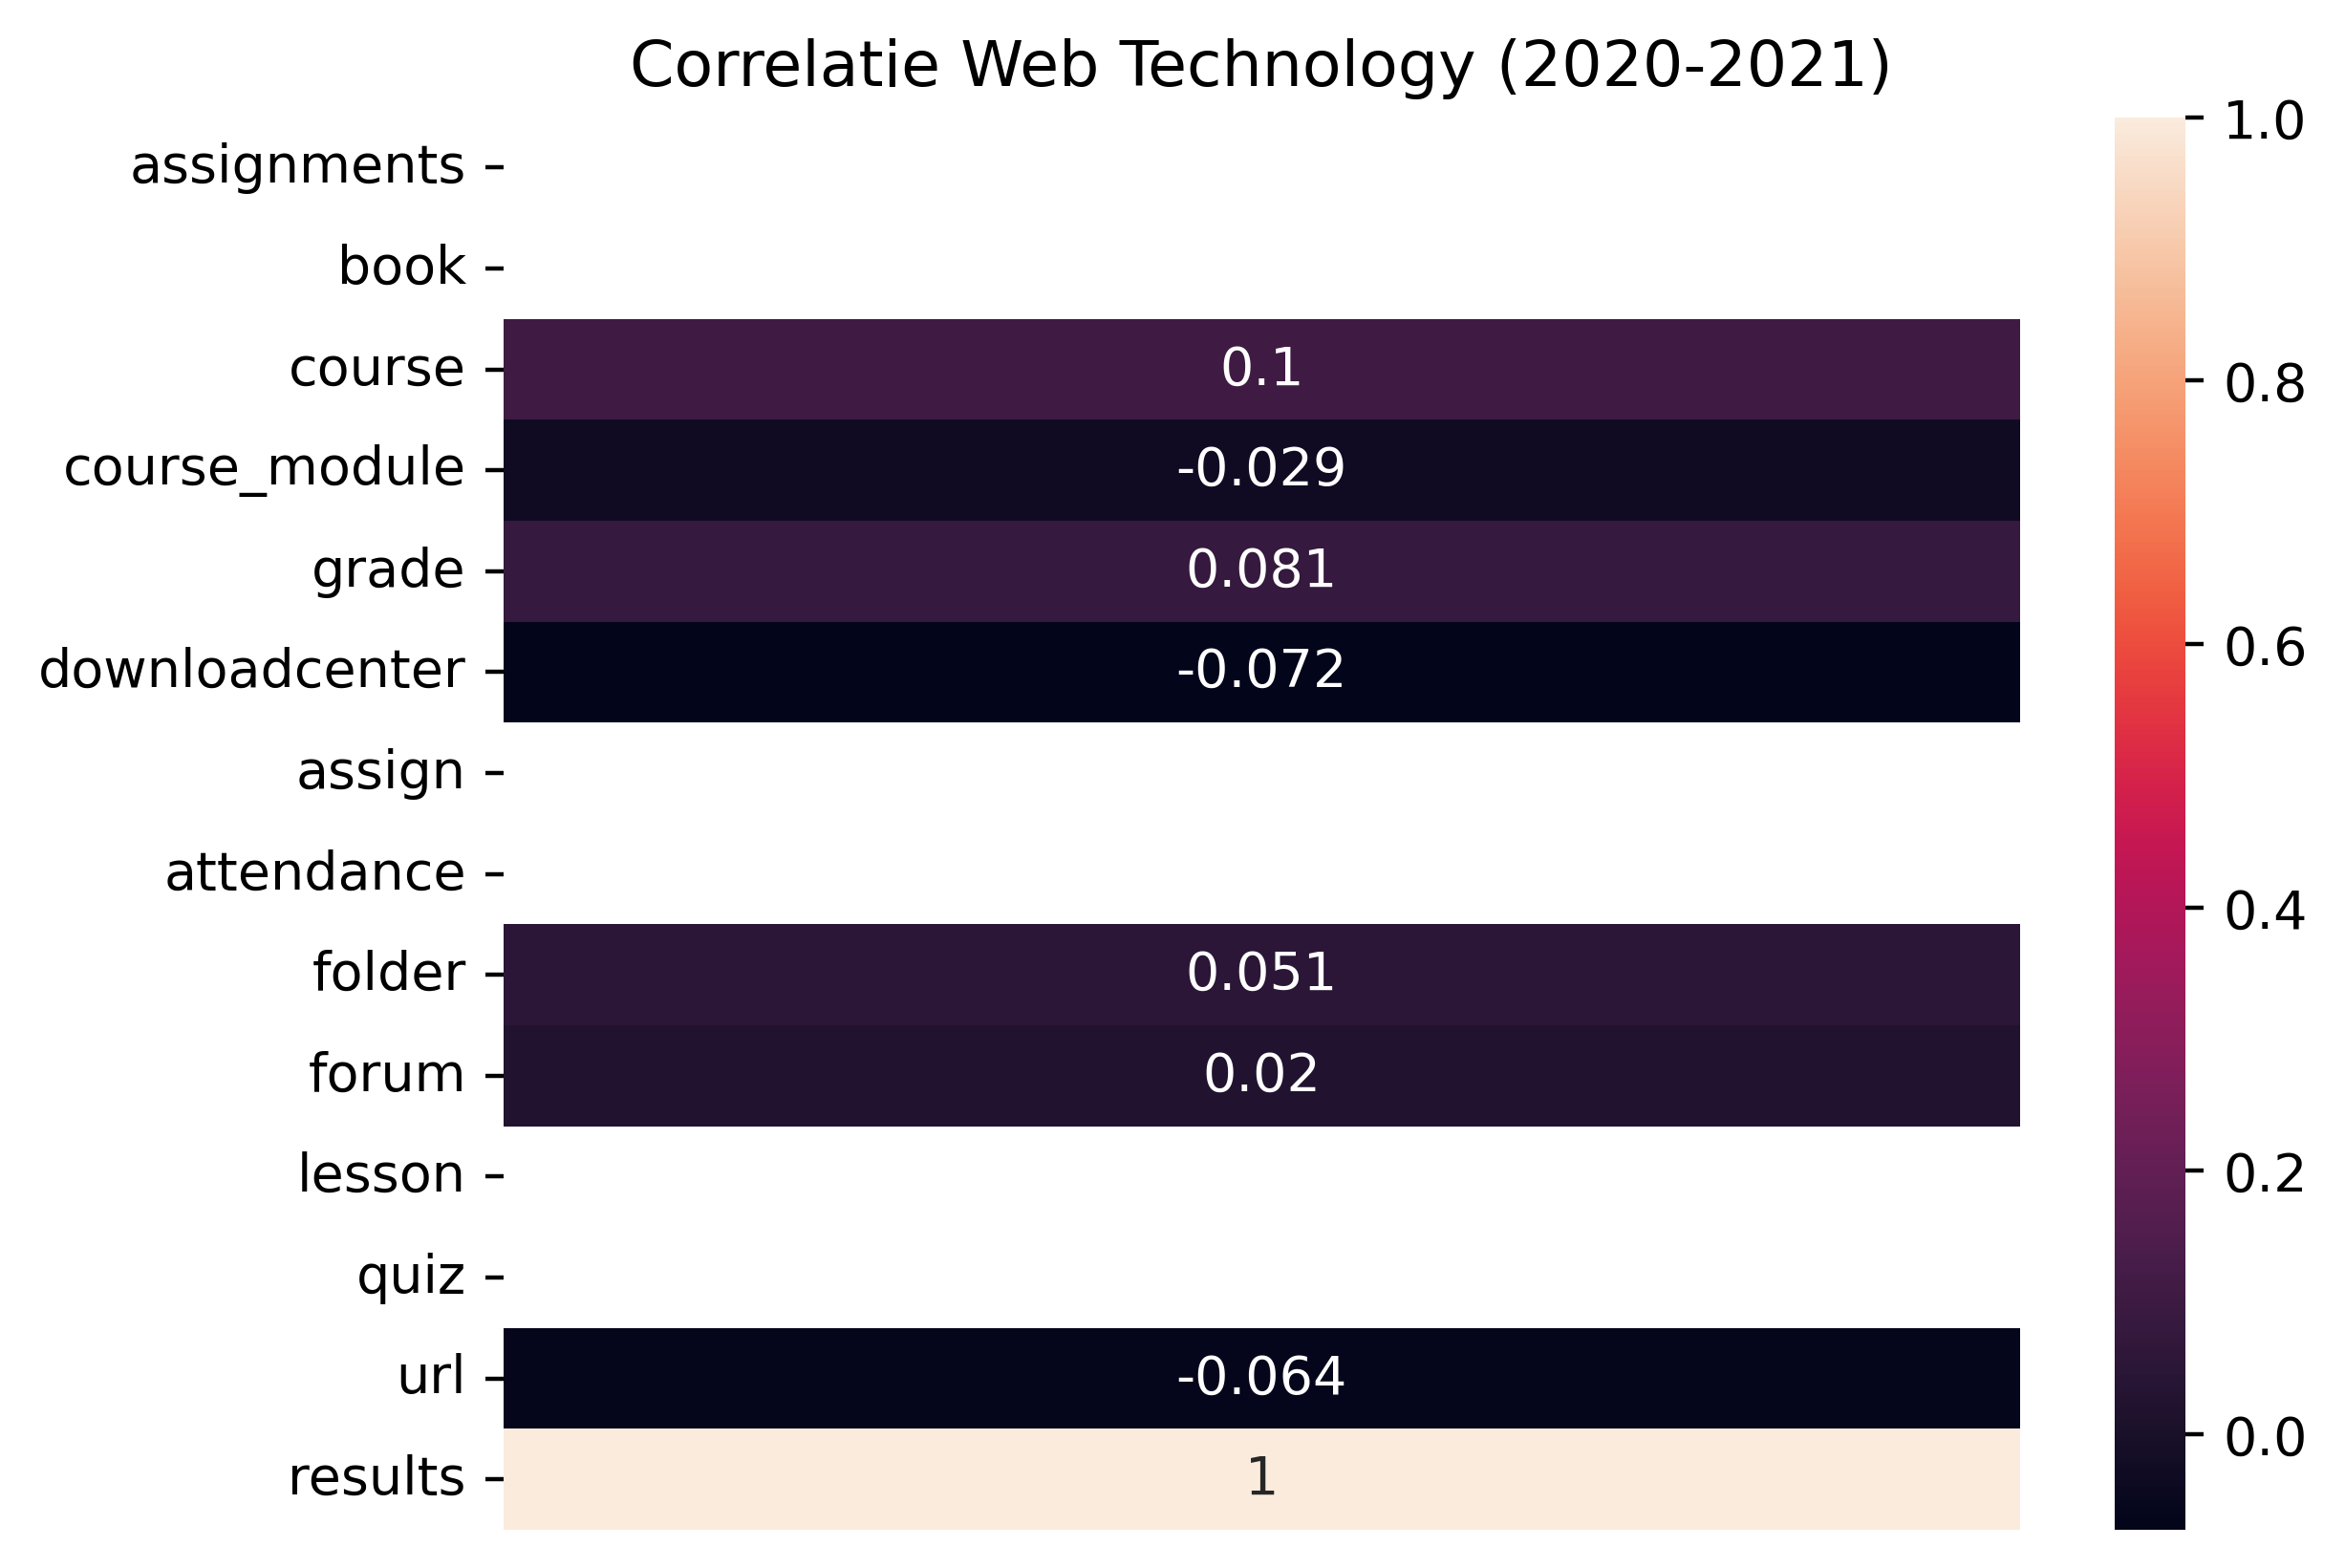 Correlatie Web Technology (2020-2021)
assignments
book
course 0.1
course_module -0.029
grade 0.081
downloadcenter -0.072
assign
attendance
folder 0.051
forum 0.02
lesson
quiz
url -0.064
results 1
1.0
0.8
0.6
0.4
0.2
0.0